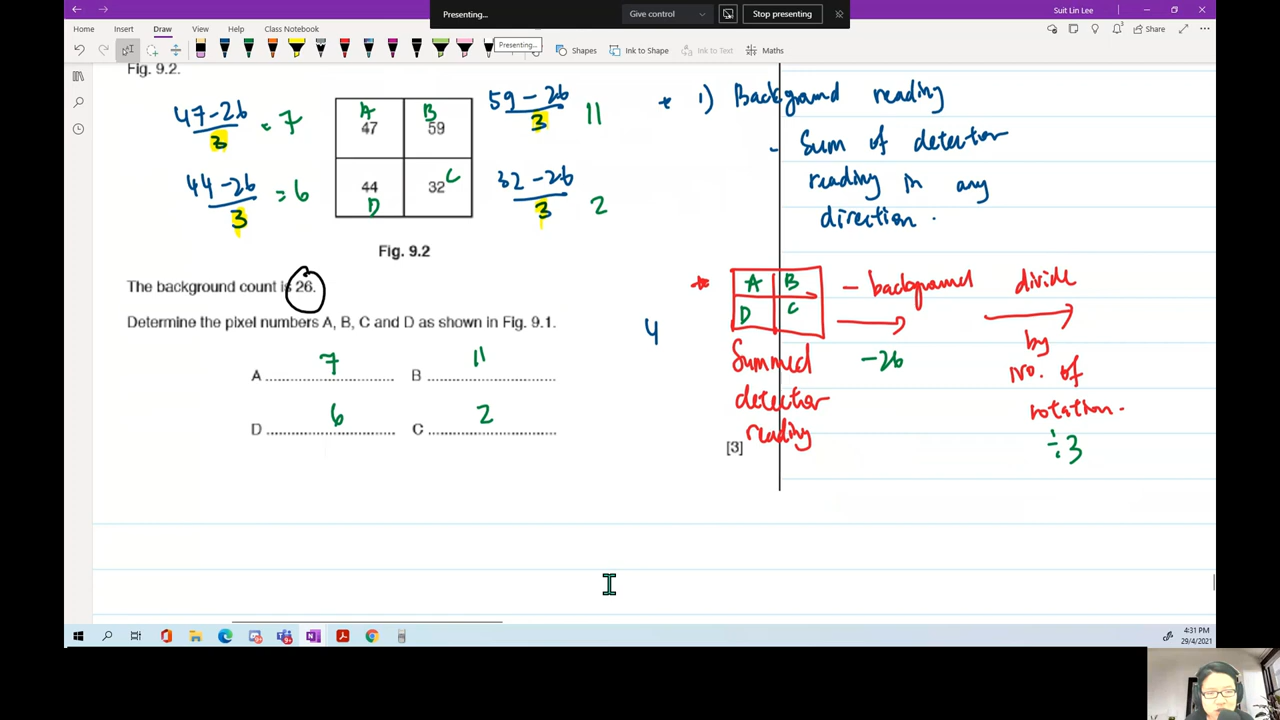 Suit Lin Lee
Presenting...
Give control
Stop presenting
Home Insert Draw View Help Class Notebook
Share
Presenting...
Shapes
Ink to Shape
Ink to Text
Maths
Fig. 9.2.
47-26
3
= 7
A
47
B
59
59-26
3
11
44-26
3
= 6
44
D
32
C
32-26
3
2
Fig. 9.2
The background count is 26.
Determine the pixel numbers A, B, C and D as shown in Fig. 9.1.
A 7 B 11
D 6 C 2
[3]
1) Background reading
- Sum of detector
reading in any
direction.
4
A B
D C
Summed
detector
reading
- background
-26
divide
by
No. of
rotation.
÷3
4:31 PM
29/4/2021